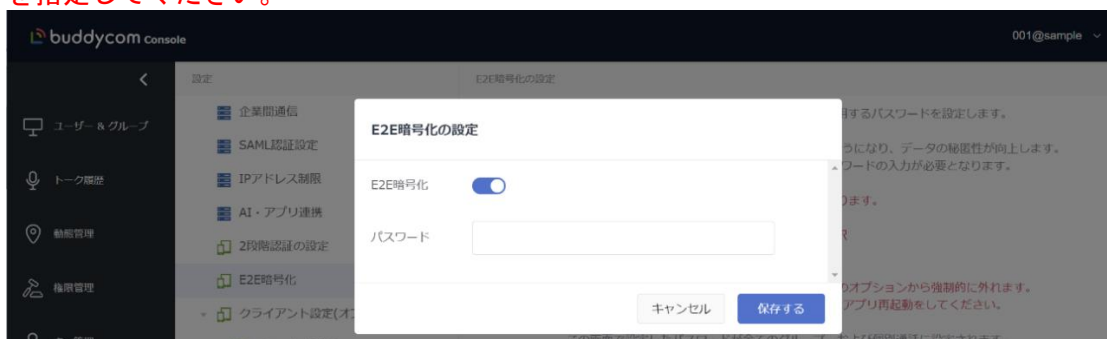 を指定してください。
buddycom Console
001@sample
設定
E2E暗号化の設定
ユーザー & グループ
トーク履歴
動態管理
権限管理
企業間通信
SAML認証設定
IPアドレス制限
AI・アプリ連携
2段階認証の設定
E2E暗号化
クライアント設定(オ
E2E暗号化の設定
E2E暗号化
パスワード
キャンセル
保存する
用するパスワードを設定します。
うになり、データの秘匿性が向上します。
ワードの入力が必要となります。
ります。
のオプションから強制的に外れます。
アプリ再起動をしてください。